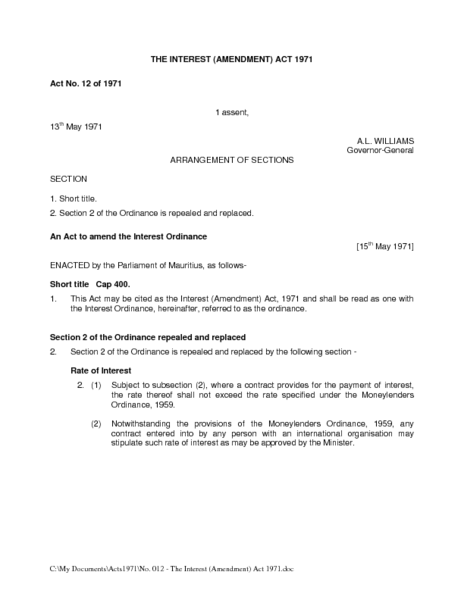 THE INTEREST (AMENDMENT) ACT 1971
Act No. 12 of 1971
1 assent,
13th May 1971
A.L. WILLIAMS
Governor-General
ARRANGEMENT OF SECTIONS
SECTION
1. Short title.
2. Section 2 of the Ordinance is repealed and replaced.
An Act to amend the Interest Ordinance
[15th May 1971]
ENACTED by the Parliament of Mauritius, as follows-
Short title Cap 400.
1. This Act may be cited as the Interest (Amendment) Act, 1971 and shall be read as one with
the Interest Ordinance, hereinafter, referred to as the ordinance.
Section 2 of the Ordinance repealed and replaced
2. Section 2 of the Ordinance is repealed and replaced by the following section -
Rate of Interest
2. (1) Subject to subsection (2), where a contract provides for the payment of interest,
the rate thereof shall not exceed the rate specified under the Moneylenders
Ordinance, 1959.
(2) Notwithstanding the provisions of the Moneylenders Ordinance, 1959, any
contract entered into by any person with an international organisation may
stipulate such rate of interest as may be approved by the Minister.
C:\My Documents\Acts1971\No. 012 - The Interest (Amendment) Act 1971.doc